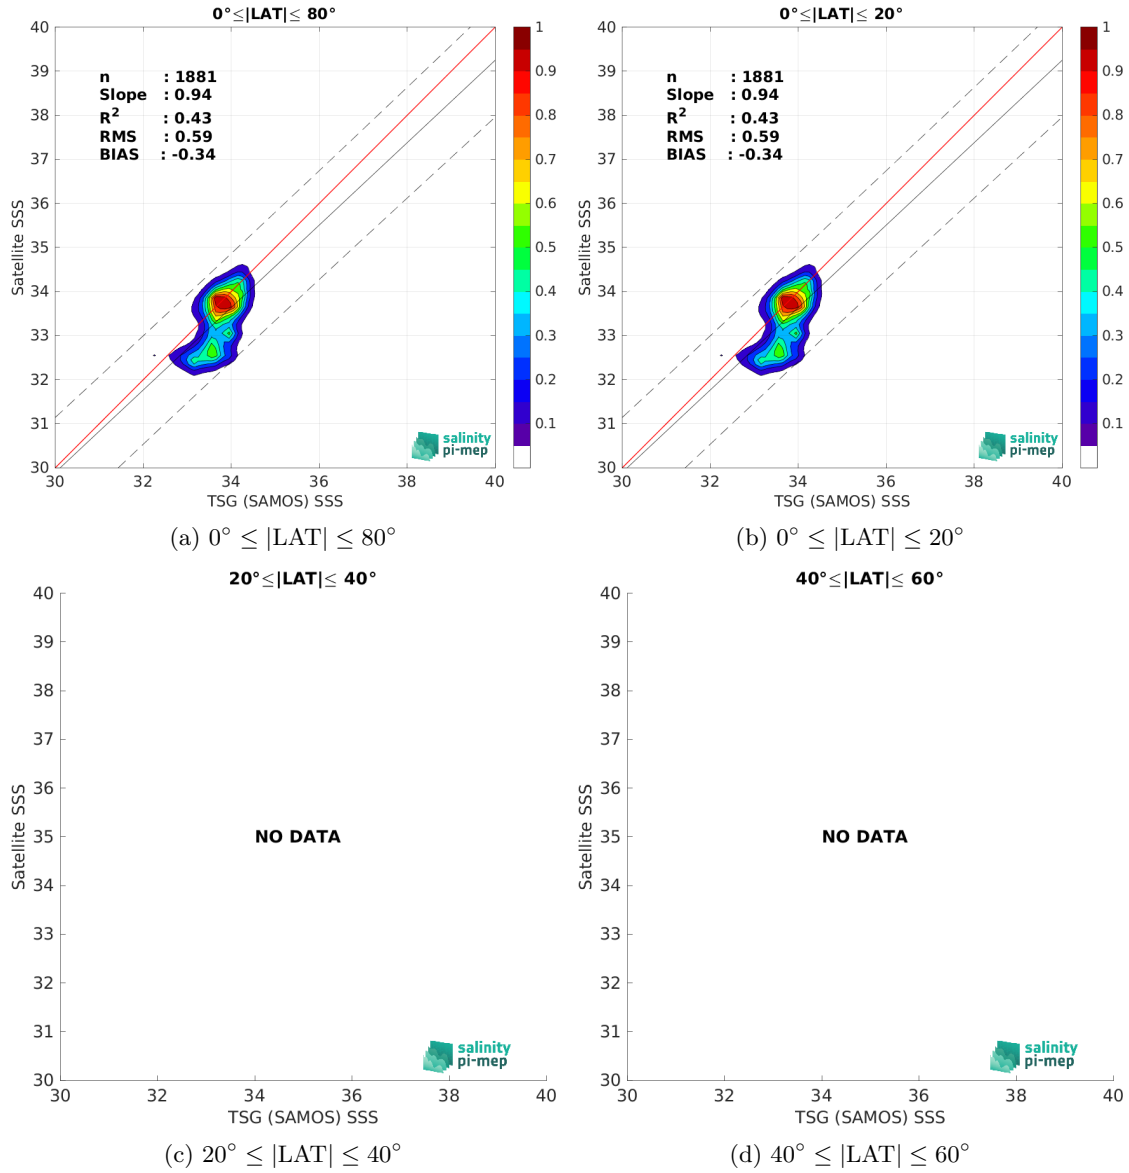 0°≤|LAT|≤ 80°
40
39
38
37
36
35
34
33
32
31
30
Satellite SSS
n : 1881
Slope : 0.94
R² : 0.43
RMS : 0.59
BIAS : -0.34
1
0.9
0.8
0.7
0.6
0.5
0.4
0.3
0.2
0.1
salinity
pi-mep
30 32 34 36 38 40
TSG (SAMOS) SSS
(a) 0° ≤ |LAT| ≤ 80°
0°≤|LAT|≤ 20°
40
39
38
37
36
35
34
33
32
31
30
Satellite SSS
n : 1881
Slope : 0.94
R² : 0.43
RMS : 0.59
BIAS : -0.34
1
0.9
0.8
0.7
0.6
0.5
0.4
0.3
0.2
0.1
salinity
pi-mep
30 32 34 36 38 40
TSG (SAMOS) SSS
(b) 0° ≤ |LAT| ≤ 20°
20°≤|LAT|≤ 40°
40
39
38
37
36
35
34
33
32
31
30
Satellite SSS
NO DATA
salinity
pi-mep
30 32 34 36 38 40
TSG (SAMOS) SSS
(c) 20° ≤ |LAT| ≤ 40°
40°≤|LAT|≤ 60°
40
39
38
37
36
35
34
33
32
31
30
Satellite SSS
NO DATA
salinity
pi-mep
30 32 34 36 38 40
TSG (SAMOS) SSS
(d) 40° ≤ |LAT| ≤ 60°